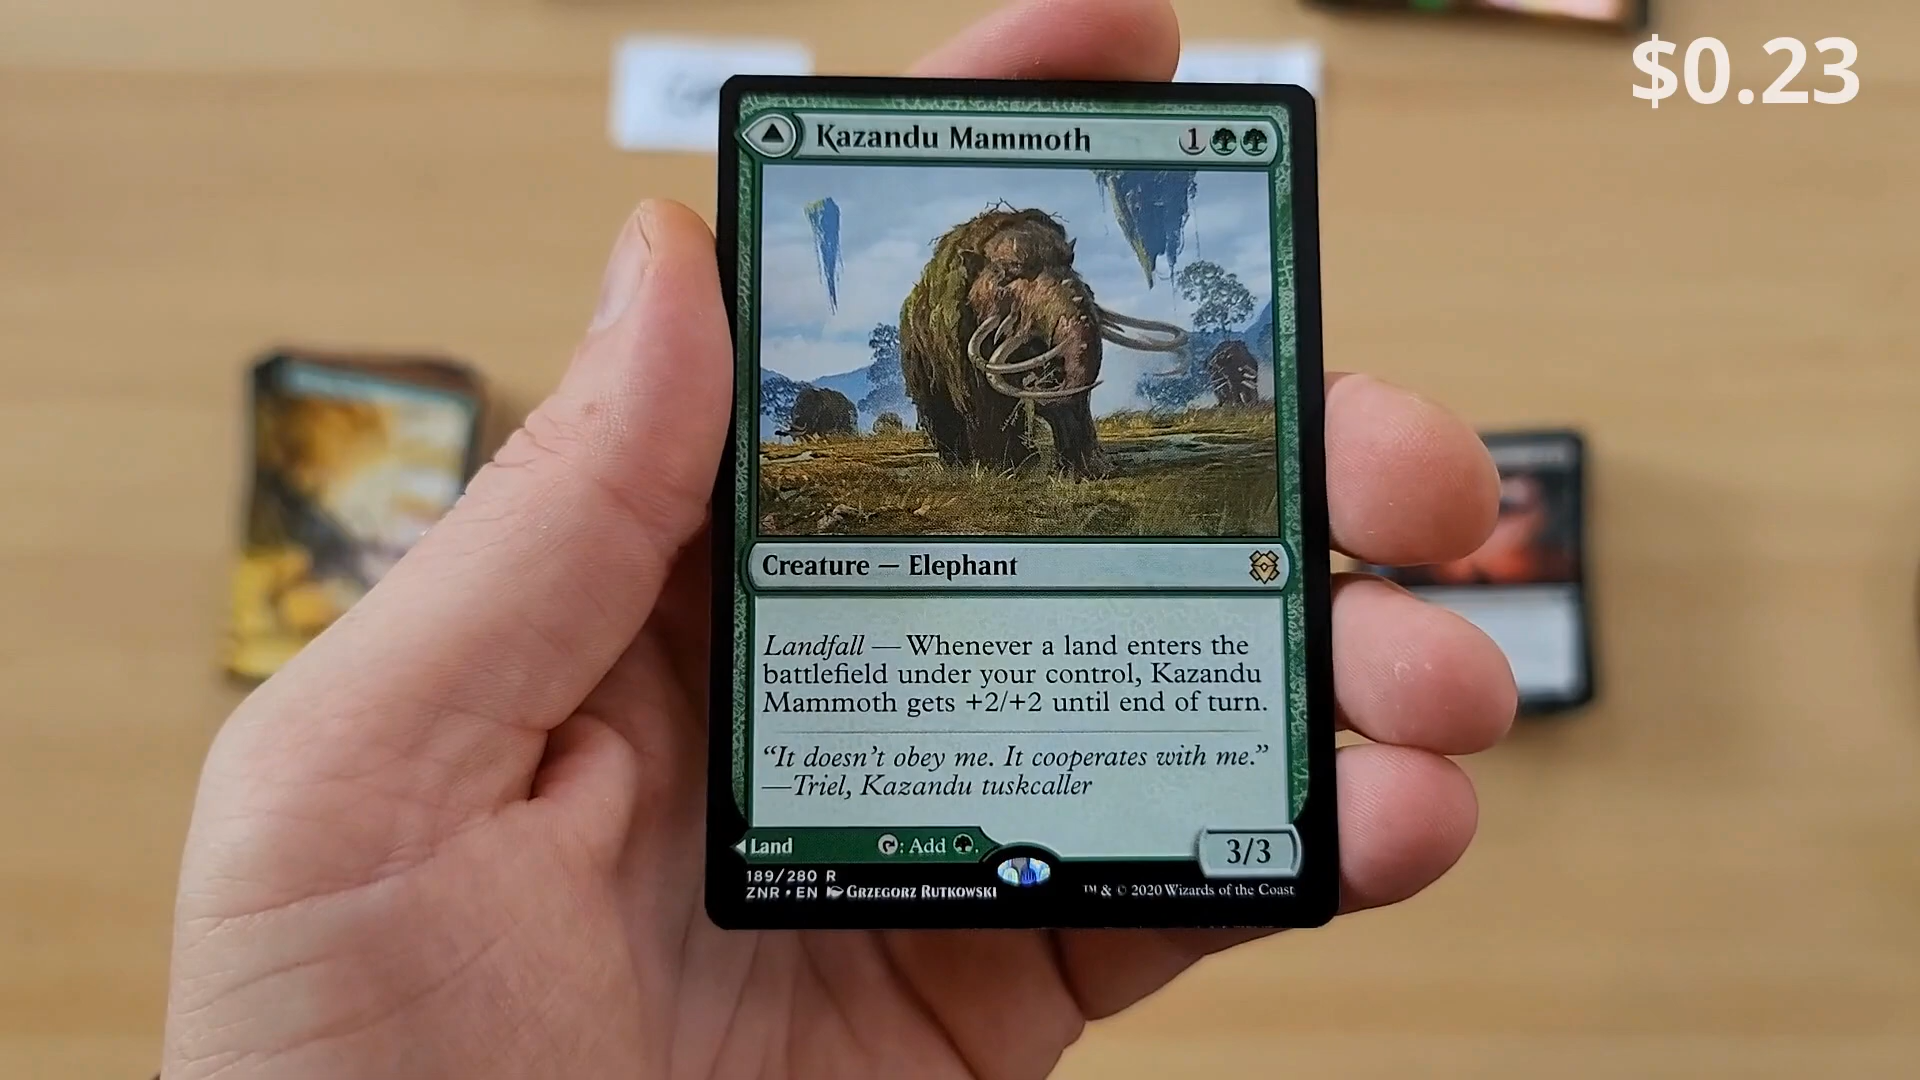 $0.23
Kazandu Mammoth 1
Creature — Elephant
Landfall — Whenever a land enters the
battlefield under your control, Kazandu
Mammoth gets +2/+2 until end of turn.
“It doesn’t obey me. It cooperates with me.”
—Triel, Kazandu tuskcaller
Land : Add .
3/3
189/280 R
ZNR • EN Grzegorz Rutkowski
™ & © 2020 Wizards of the Coast